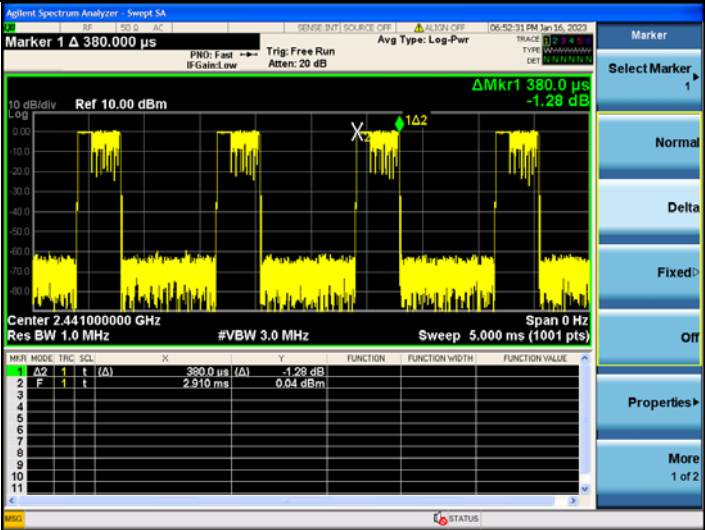 Agilent Spectrum Analyzer - Swept SA
RF 50 Ω AC SENSE:INT SOURCE OFF ALIGN OFF 06:52:31 PM Jan 16, 2023
Marker 1 Δ 380.000 µs
PNO: Fast
IFGain:Low
Trig: Free Run
Atten: 20 dB
Avg Type: Log-Pwr
TRACE 1 2 3 4 5 6
TYPE
DET N N N N N N
ΔMkr1 380.0 µs
-1.28 dB
10 dB/div Ref 10.00 dBm
Log
0.00
-10.0
-20.0
-30.0
-40.0
-50.0
-60.0
-70.0
-80.0
X2
1Δ2
Center 2.441000000 GHz Span 0 Hz
Res BW 1.0 MHz #VBW 3.0 MHz Sweep 5.000 ms (1001 pts)
MKR MODE TRC SCL X Y FUNCTION FUNCTION WIDTH FUNCTION VALUE
1 Δ2 1 t (Δ) 380.0 µs (Δ) -1.28 dB
2 F 1 t 2.910 ms 0.04 dBm
3
4
5
6
7
8
9
10
11
MSG STATUS
Marker
Select Marker
1
Normal
Delta
Fixed
Off
Properties
More
1 of 2